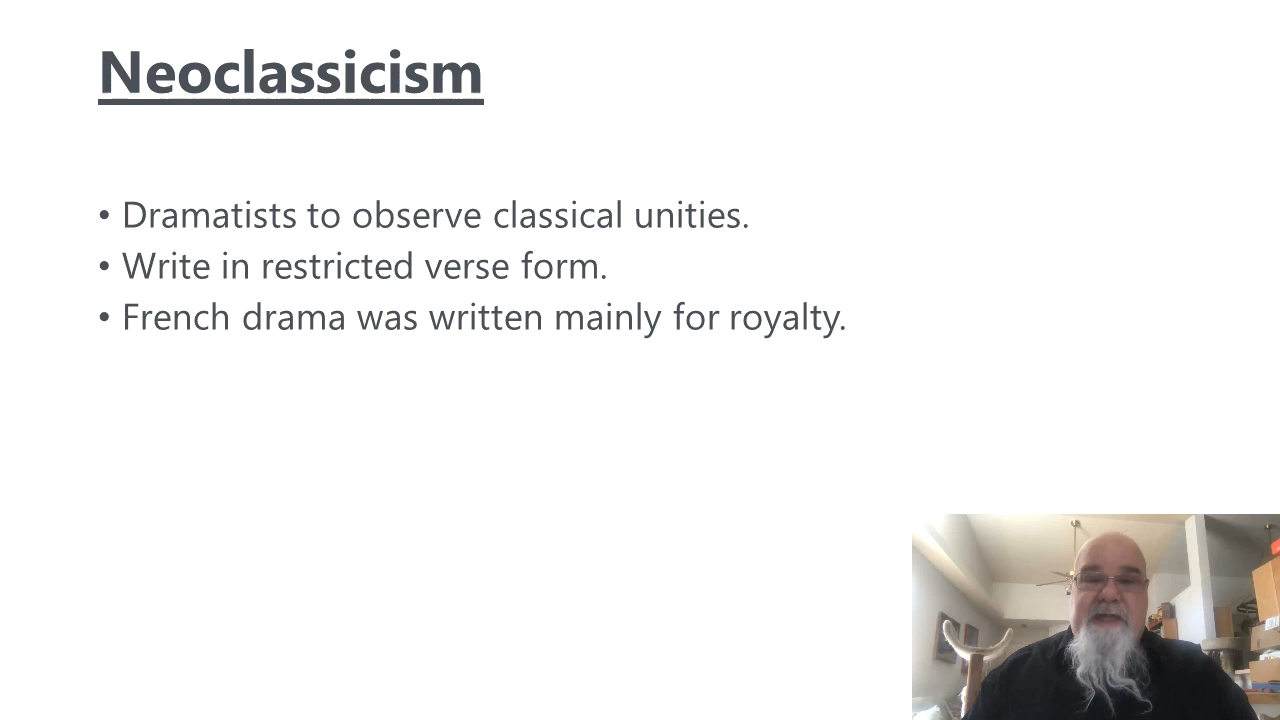 Neoclassicism
• Dramatists to observe classical unities.
• Write in restricted verse form.
• French drama was written mainly for royalty.